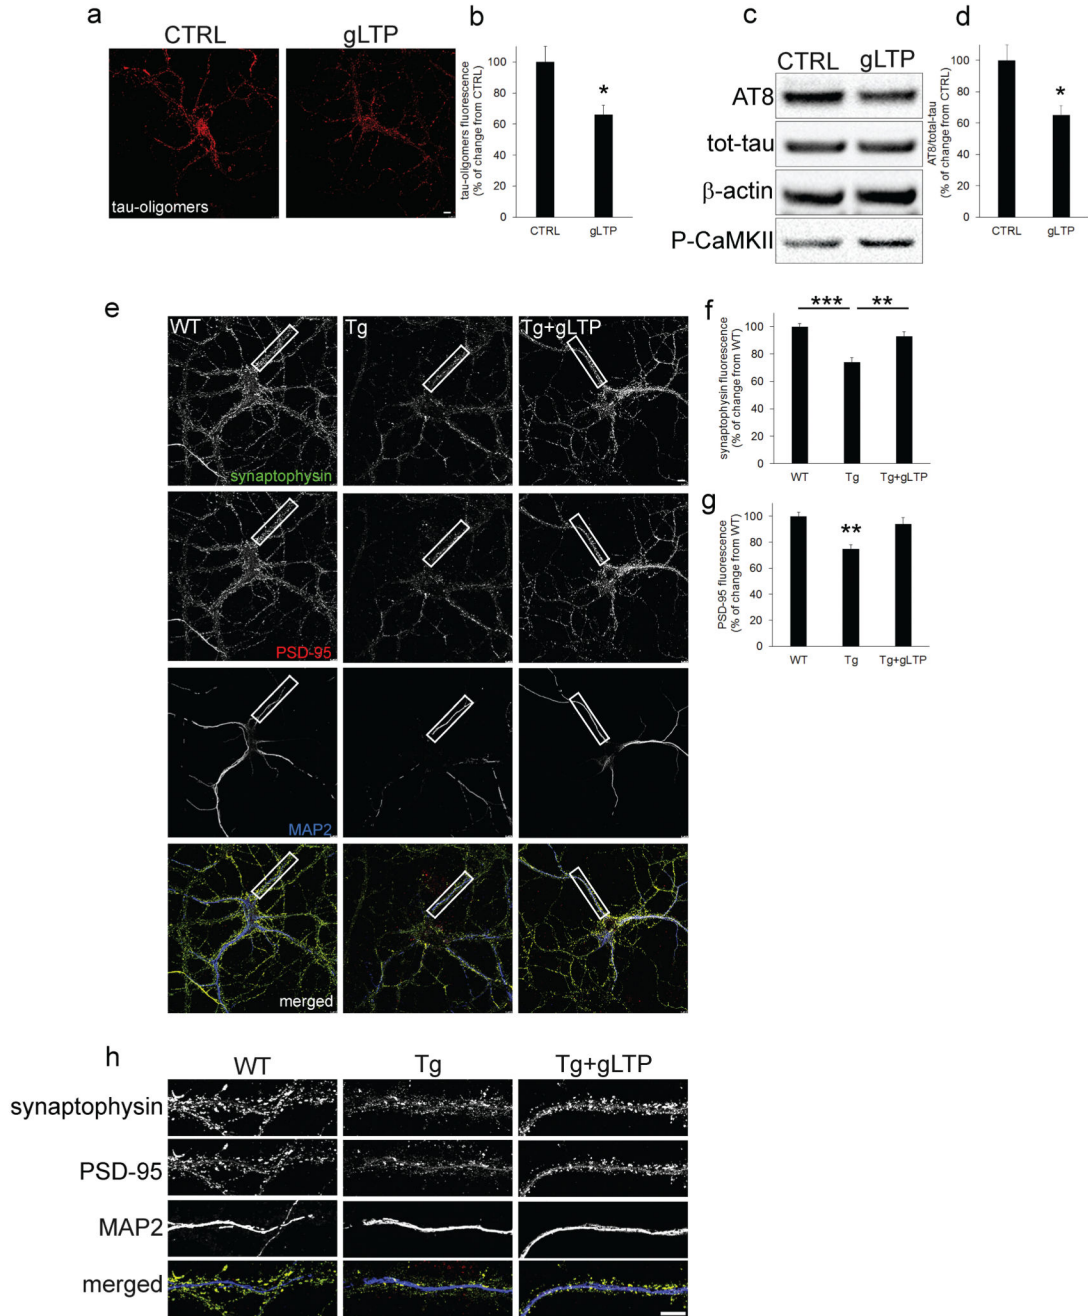 a
CTRL
gLTP
tau-oligomers
b
tau-oligomers fluorescence
(% of change from CTRL)
100
80
60
40
20
0
*
CTRL
gLTP
c
CTRL
gLTP
AT8
tot-tau
β-actin
P-CaMKII
d
AT8/total-tau
(% of change from CTRL)
100
80
60
40
20
0
*
CTRL
gLTP
e
WT
Tg
Tg+gLTP
synaptophysin
PSD-95
MAP2
merged
f
synaptophysin fluorescence
(% of change from WT)
100
80
60
40
20
0
***
**
WT
Tg
Tg+gLTP
g
PSD-95 fluorescence
(% of change from WT)
100
80
60
40
20
0
**
WT
Tg
Tg+gLTP
h
WT
Tg
Tg+gLTP
synaptophysin
PSD-95
MAP2
merged